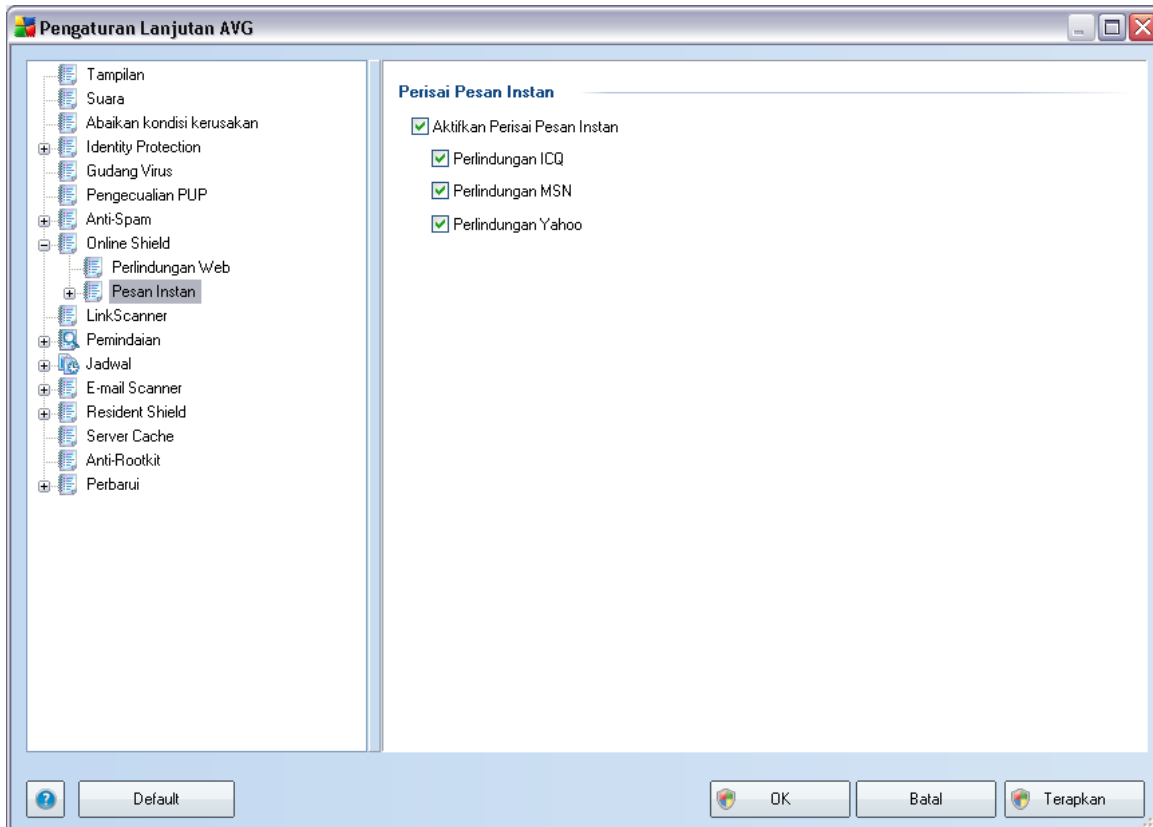 Pengaturan Lanjutan AVG
Tampilan
Suara
Abaikan kondisi kerusakan
Identity Protection
Gudang Virus
Pengecualian PUP
Anti-Spam
Online Shield
Perlindungan Web
Pesan Instan
LinkScanner
Pemindaian
Jadwal
E-mail Scanner
Resident Shield
Server Cache
Anti-Rootkit
Perbarui
Perisai Pesan Instan
Aktifkan Perisai Pesan Instan
Perlindungan ICQ
Perlindungan MSN
Perlindungan Yahoo
Default
OK
Batal
Terapkan